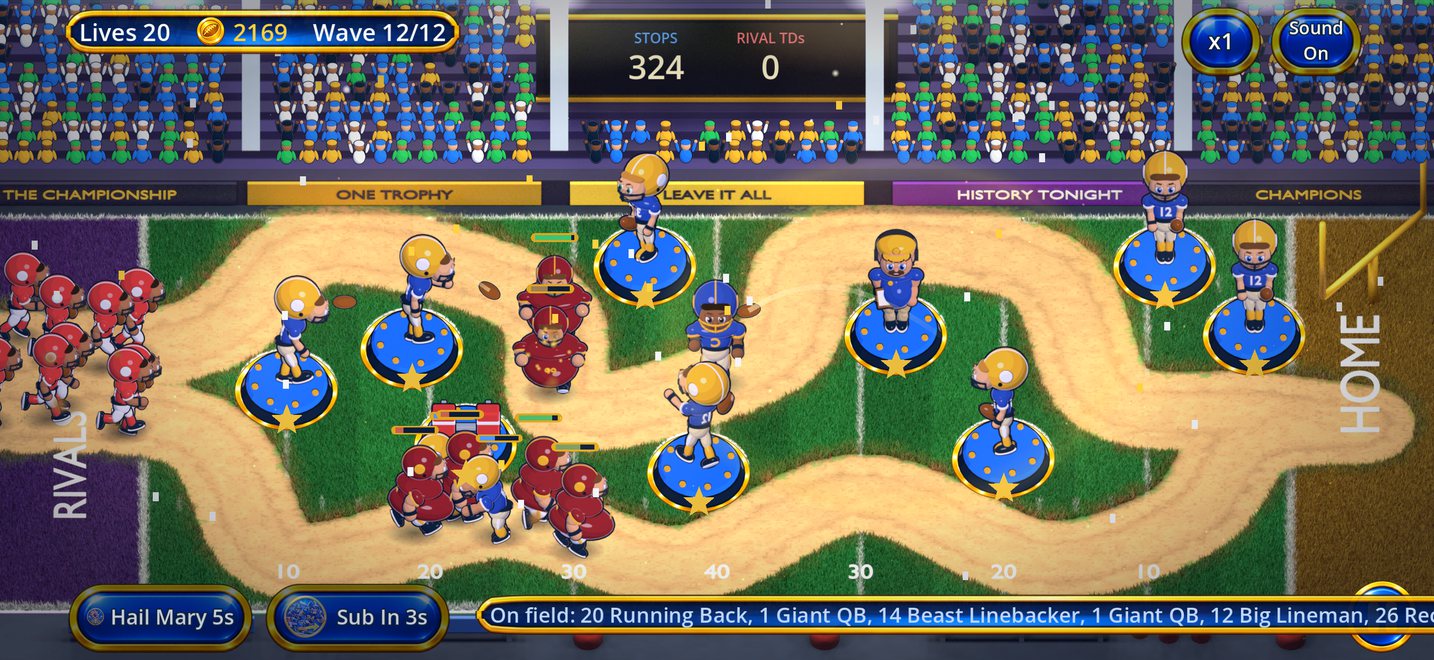 Lives 20 2169 Wave 12/12
STOPS RIVAL TDs
324 0
x1
Sound
On
THE CHAMPIONSHIP
ONE TROPHY
LEAVE IT ALL
HISTORY TONIGHT
CHAMPIONS
12
12
RIVALS
HOME
10 20 30 40 30 20 10
Hail Mary 5s
Sub In 3s
On field: 20 Running Back, 1 Giant QB, 14 Beast Linebacker, 1 Giant QB, 12 Big Lineman, 26 Rec